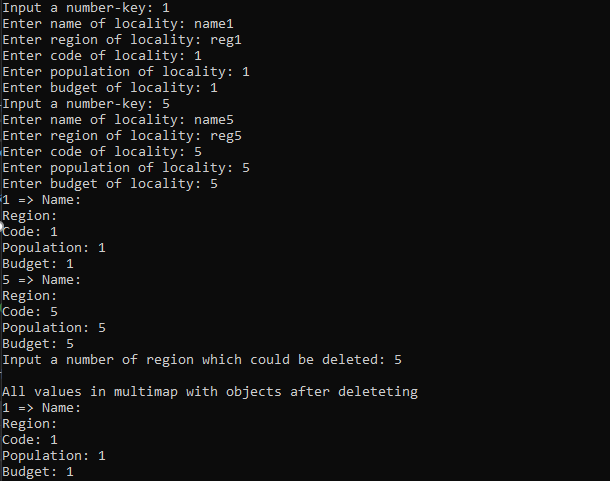 Input a number-key: 1
Enter name of locality: name1
Enter region of locality: reg1
Enter code of locality: 1
Enter population of locality: 1
Enter budget of locality: 1
Input a number-key: 5
Enter name of locality: name5
Enter region of locality: reg5
Enter code of locality: 5
Enter population of locality: 5
Enter budget of locality: 5
1 => Name:
Region:
Code: 1
Population: 1
Budget: 1
5 => Name:
Region:
Code: 5
Population: 5
Budget: 5
Input a number of region which could be deleted: 5
All values in multimap with objects after deleteting
1 => Name:
Region:
Code: 1
Population: 1
Budget: 1